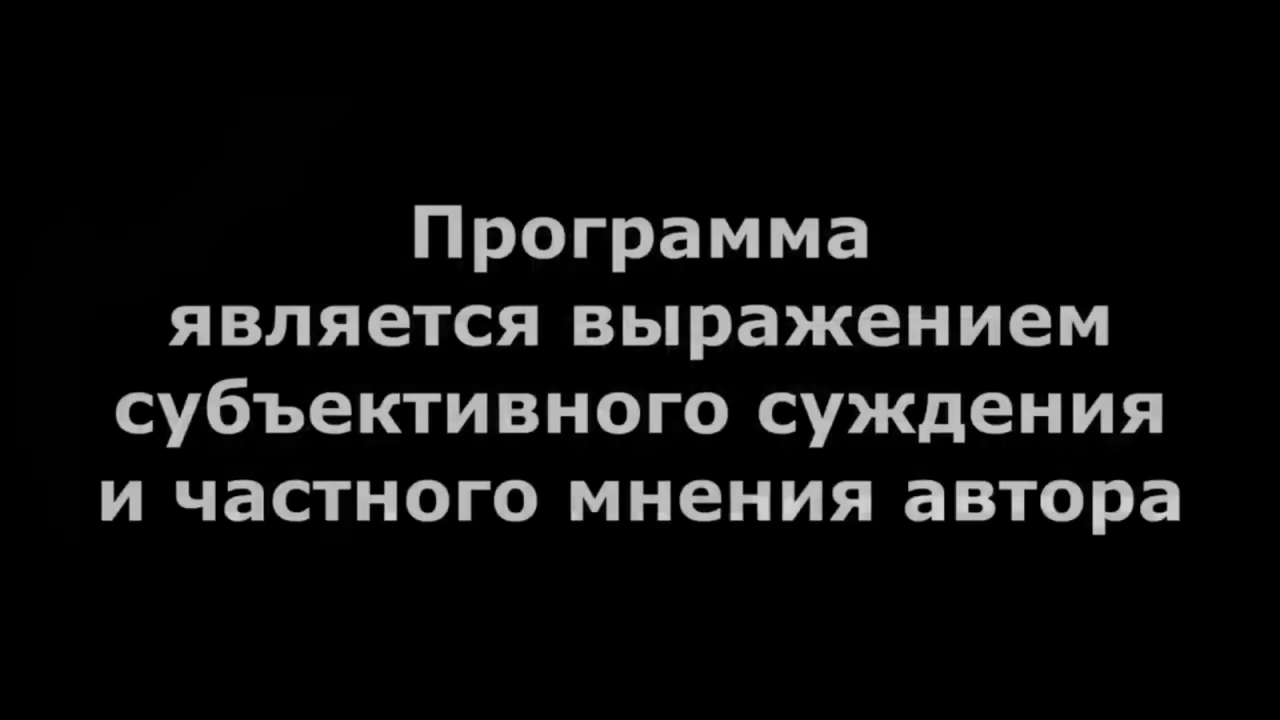 Программа
является выражением
субъективного суждения
и частного мнения автора